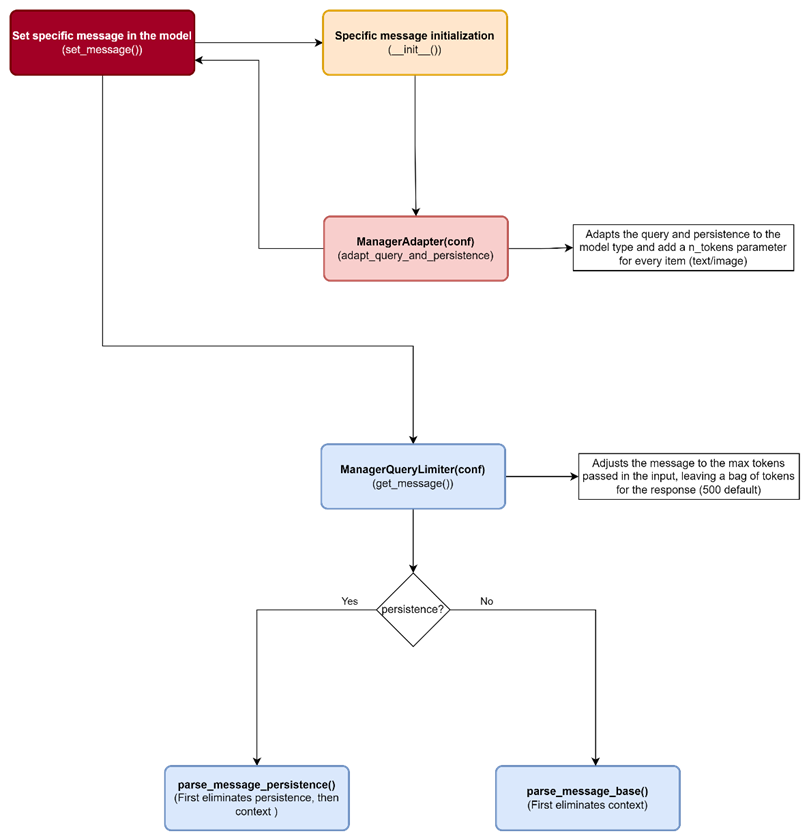 Set specific message in the model
(set_message())
Specific message initialization
(__init__())
ManagerAdapter(conf)
(adapt_query_and_persistence)
Adapts the query and persistence to the
model type and add a n_tokens parameter
for every item (text/image)
ManagerQueryLimiter(conf)
(get_message())
Adjusts the message to the max tokens
passed in the input, leaving a bag of tokens
for the response (500 default)
persistence?
Yes
No
parse_message_persistence()
(First eliminates persistence, then
context )
parse_message_base()
(First eliminates context)